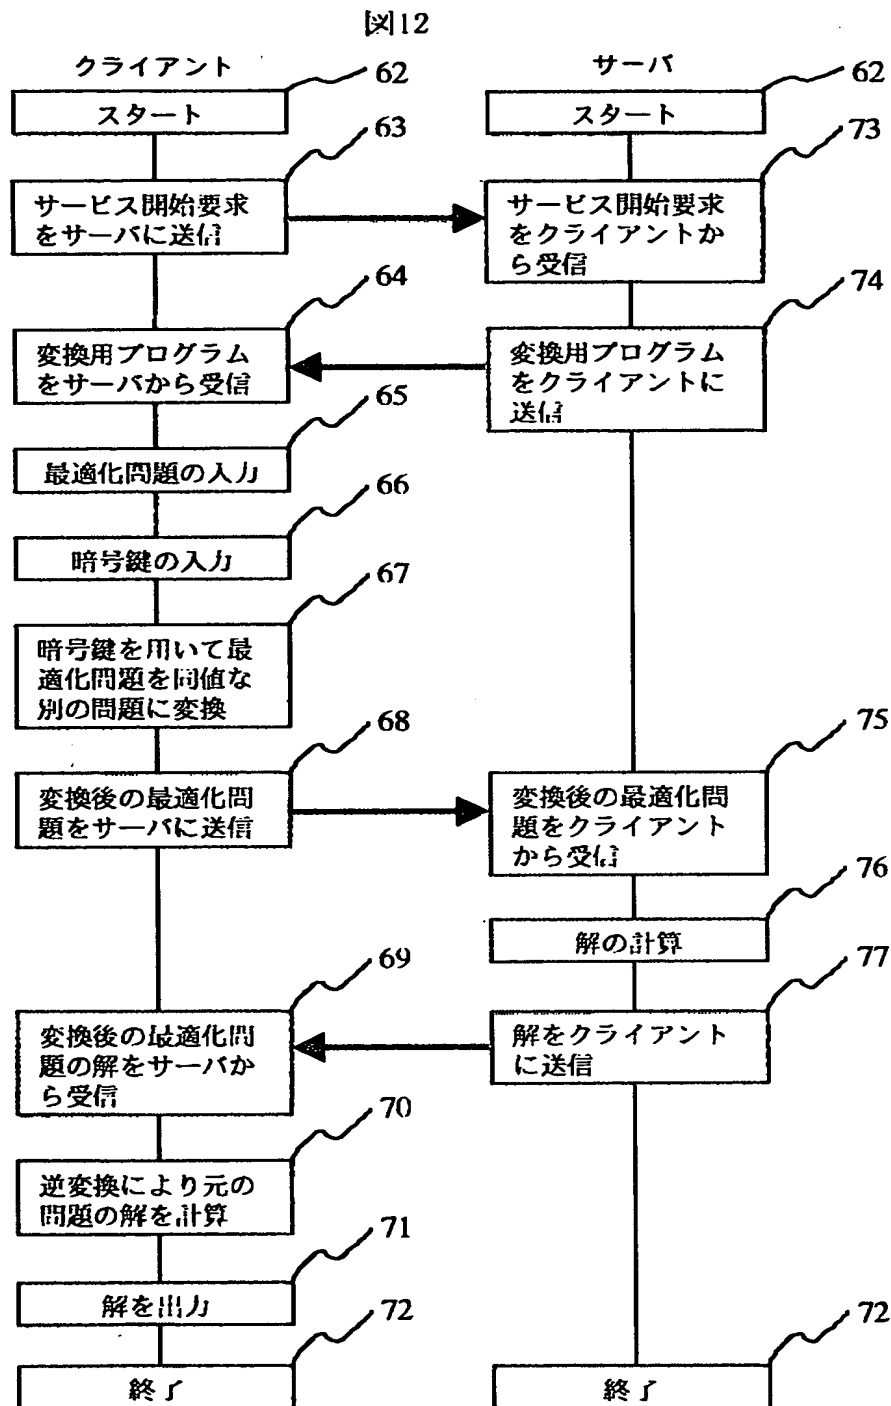 図12
クライアント
サーバ
62
スタート
62
スタート
63
サービス開始要求
をサーバに送信
73
サービス開始要求
をクライアントか
ら受信
64
変換用プログラム
をサーバから受信
74
変換用プログラム
をクライアントに
送信
65
最適化問題の入力
66
暗号鍵の入力
67
暗号鍵を用いて最
適化問題を同値な
別の問題に変換
68
変換後の最適化問
題をサーバに送信
75
変換後の最適化問
題をクライアント
から受信
76
解の計算
69
変換後の最適化問
題の解をサーバか
ら受信
77
解をクライアント
に送信
70
逆変換により元の
問題の解を計算
71
解を出力
72
終了
72
終了